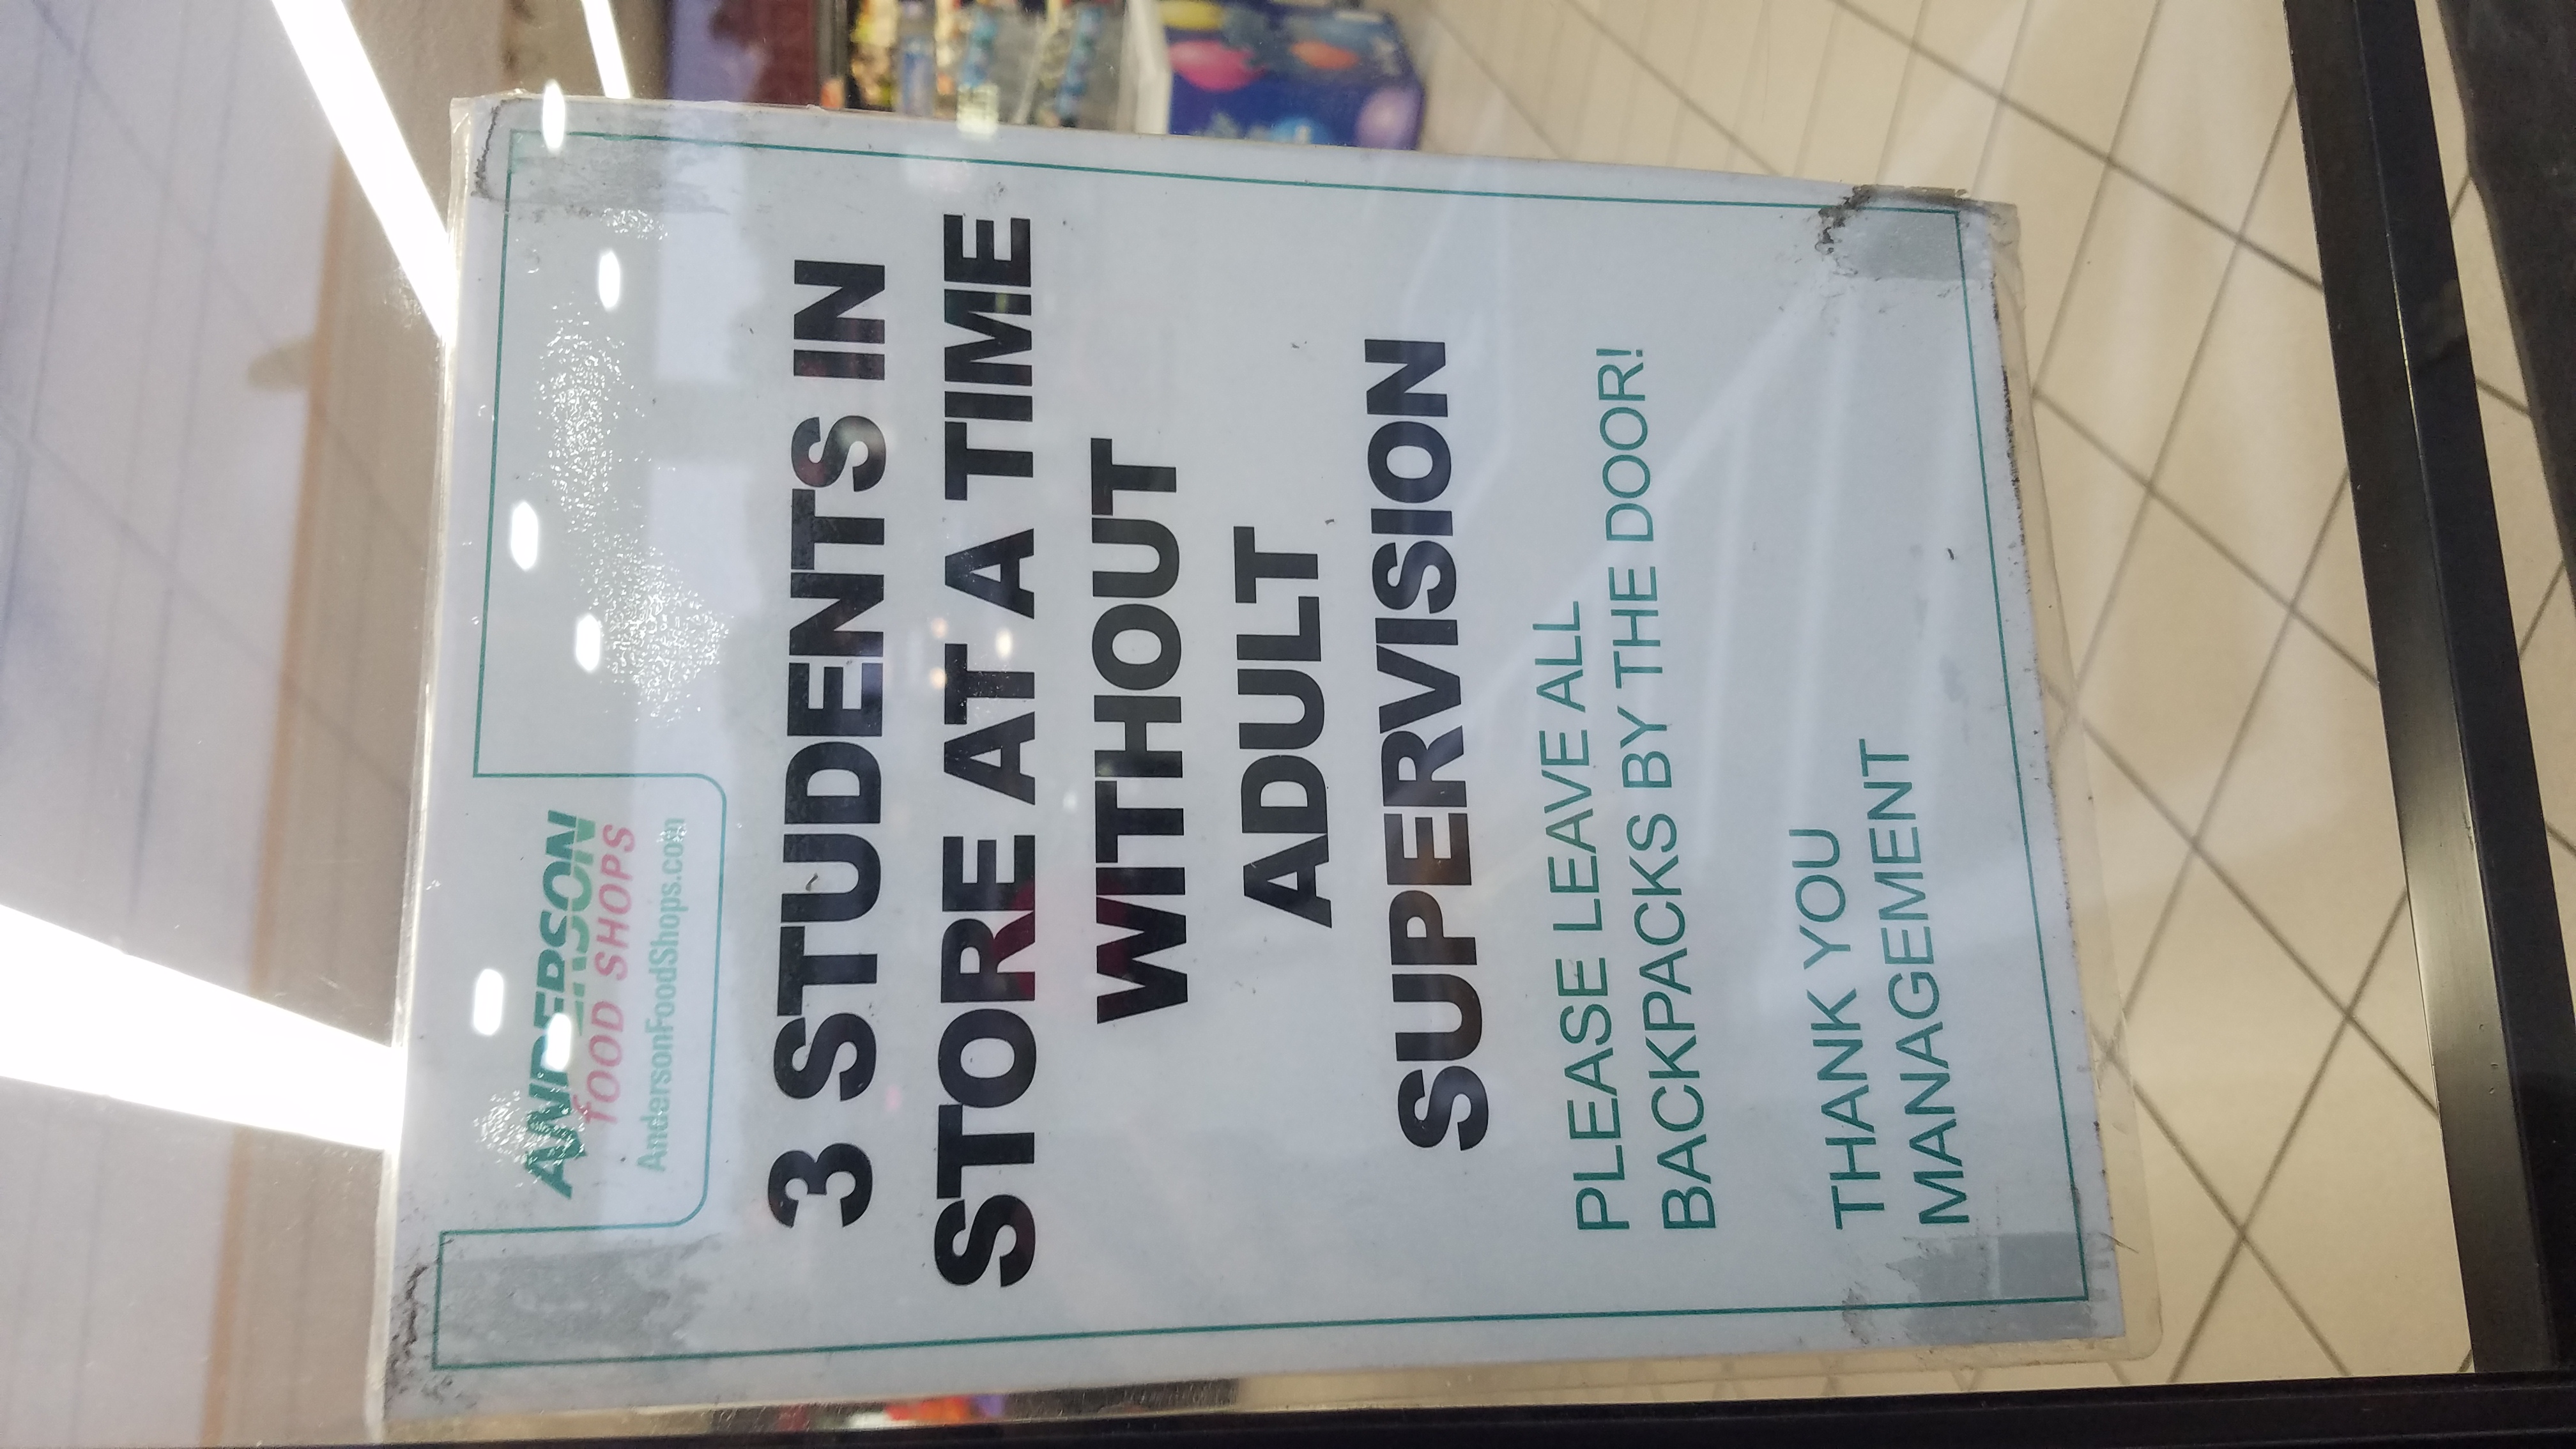 ANDERSON
FOOD SHOPS
AndersonFoodShops.com
3 STUDENTS IN
STORE AT A TIME
WITHOUT
ADULT
SUPERVISION
PLEASE LEAVE ALL
BACKPACKS BY THE DOOR!
THANK YOU
MANAGEMENT